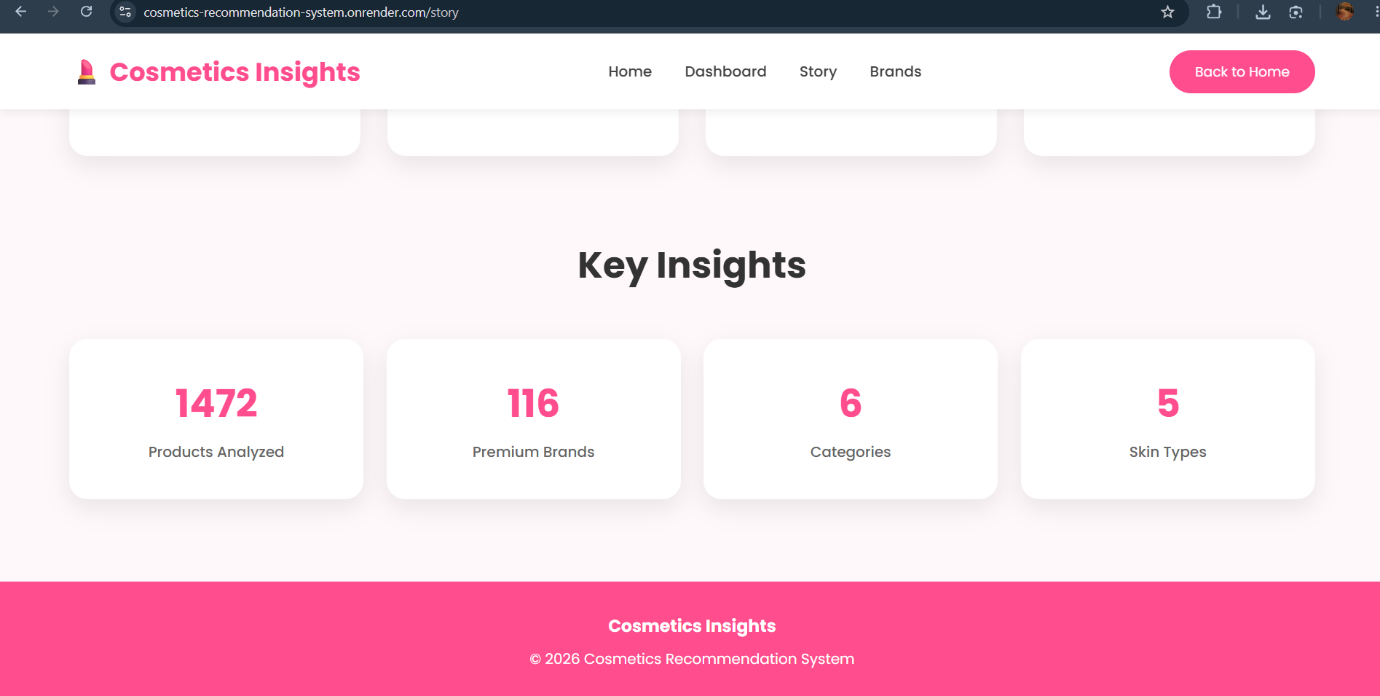 cosmetics-recommendation-system.onrender.com/story
Cosmetics Insights
Home
Dashboard
Story
Brands
Back to Home
Key Insights
1472
Products Analyzed
116
Premium Brands
6
Categories
5
Skin Types
Cosmetics Insights
© 2026 Cosmetics Recommendation System